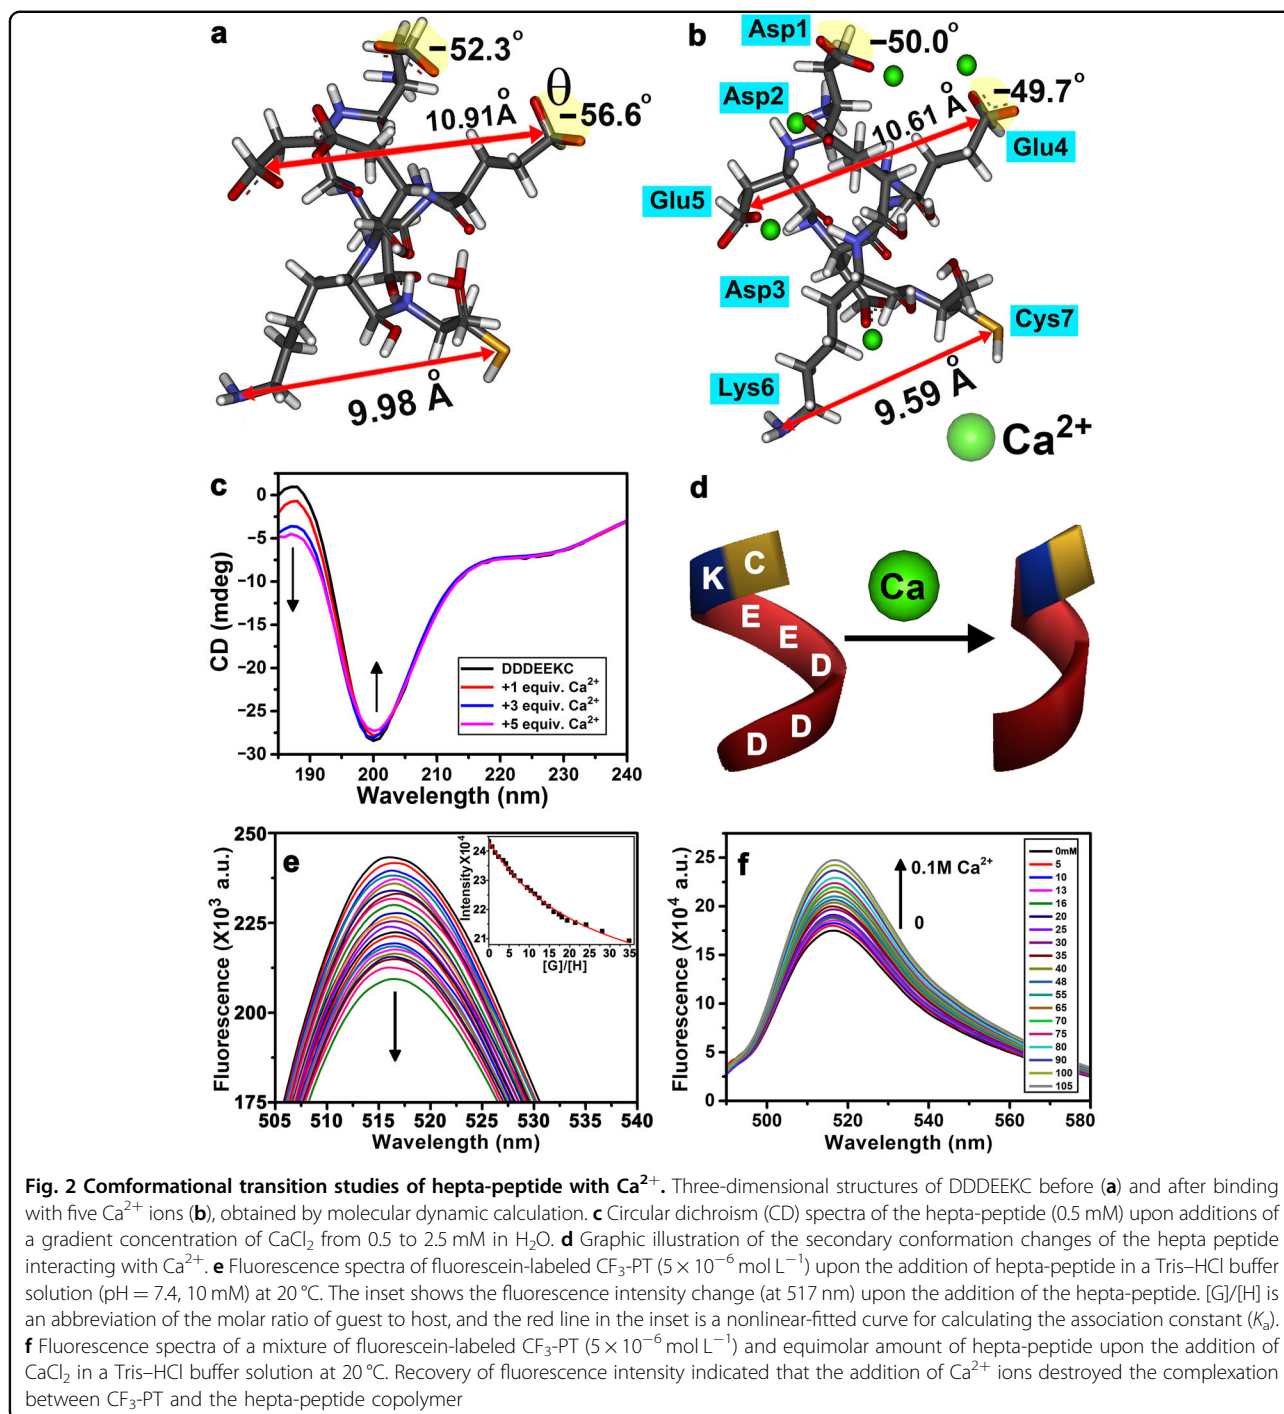 a
−52.3°
θ
−56.6°
10.91Å
9.98 Å
b
Asp1
−50.0°
Asp2
−49.7°
10.61 Å
Glu4
Glu5
Asp3
Cys7
Lys6
9.59 Å
Ca2+
c
CD (mdeg)
0
−5
−10
−15
−20
−25
−30
DDDEEKC
+1 equiv. Ca2+
+3 equiv. Ca2+
+5 equiv. Ca2+
190 200 210 220 230 240
Wavelength (nm)
d
K C
E
E
D
D
D
Ca
e
Fluorescence (X10³ a.u.)
250
225
200
175
505 510 515 520 525 530 535 540
Wavelength (nm)
Intensity X10⁴
24
23
22
21
0 5 10 15 20 25 30 35
[G]/[H]
f
Fluorescence (X10⁴ a.u.)
25
20
15
10
5
0
500 520 540 560 580
Wavelength (nm)
0.1M Ca2+
0
0mM
5
10
13
16
20
25
30
35
40
48
55
65
70
75
80
90
100
105
Fig. 2 Comformational transition studies of hepta-peptide with Ca2+. Three-dimensional structures of DDDEEKC before (a) and after binding
with five Ca2+ ions (b), obtained by molecular dynamic calculation. c Circular dichroism (CD) spectra of the hepta-peptide (0.5 mM) upon additions of
a gradient concentration of CaCl₂ from 0.5 to 2.5 mM in H₂O. d Graphic illustration of the secondary conformation changes of the hepta peptide
interacting with Ca2+. e Fluorescence spectra of fluorescein-labeled CF₃-PT (5 × 10⁻⁶ mol L⁻¹) upon the addition of hepta-peptide in a Tris–HCl buffer
solution (pH = 7.4, 10 mM) at 20 °C. The inset shows the fluorescence intensity change (at 517 nm) upon the addition of the hepta-peptide. [G]/[H] is
an abbreviation of the molar ratio of guest to host, and the red line in the inset is a nonlinear-fitted curve for calculating the association constant (Kₐ).
f Fluorescence spectra of a mixture of fluorescein-labeled CF₃-PT (5 × 10⁻⁶ mol L⁻¹) and equimolar amount of hepta-peptide upon the addition of
CaCl₂ in a Tris–HCl buffer solution at 20 °C. Recovery of fluorescence intensity indicated that the addition of Ca2+ ions destroyed the complexation
between CF₃-PT and the hepta-peptide copolymer